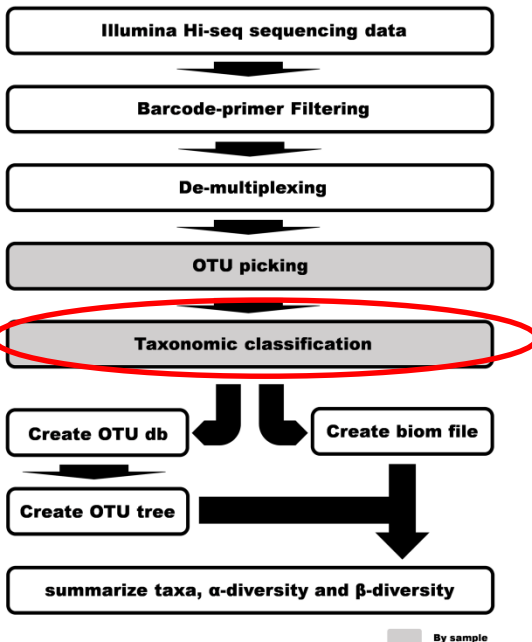 Illumina Hi-seq sequencing data
Barcode-primer Filtering
De-multiplexing
OTU picking
Taxonomic classification
Create OTU db
Create biom file
Create OTU tree
summarize taxa, α-diversity and β-diversity
By sample